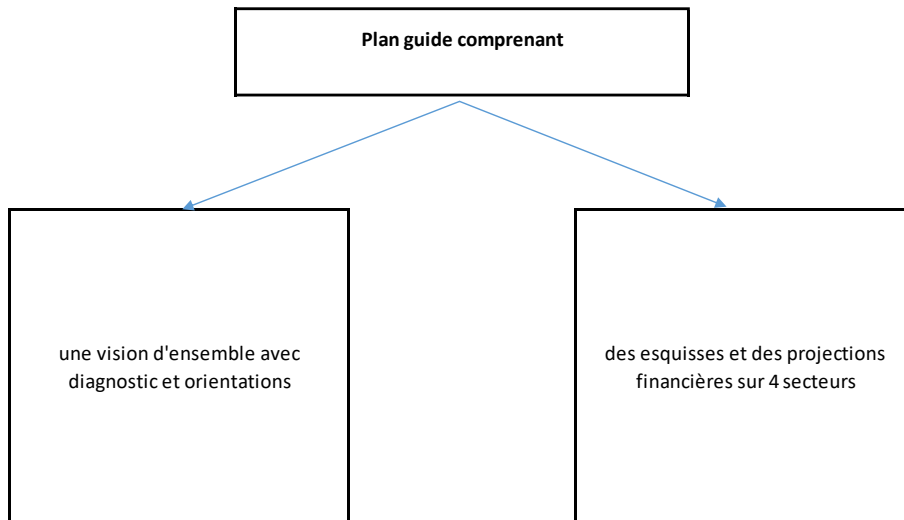 Plan guide comprenant
une vision d'ensemble avec
diagnostic et orientations
des esquisses et des projections
financières sur 4 secteurs